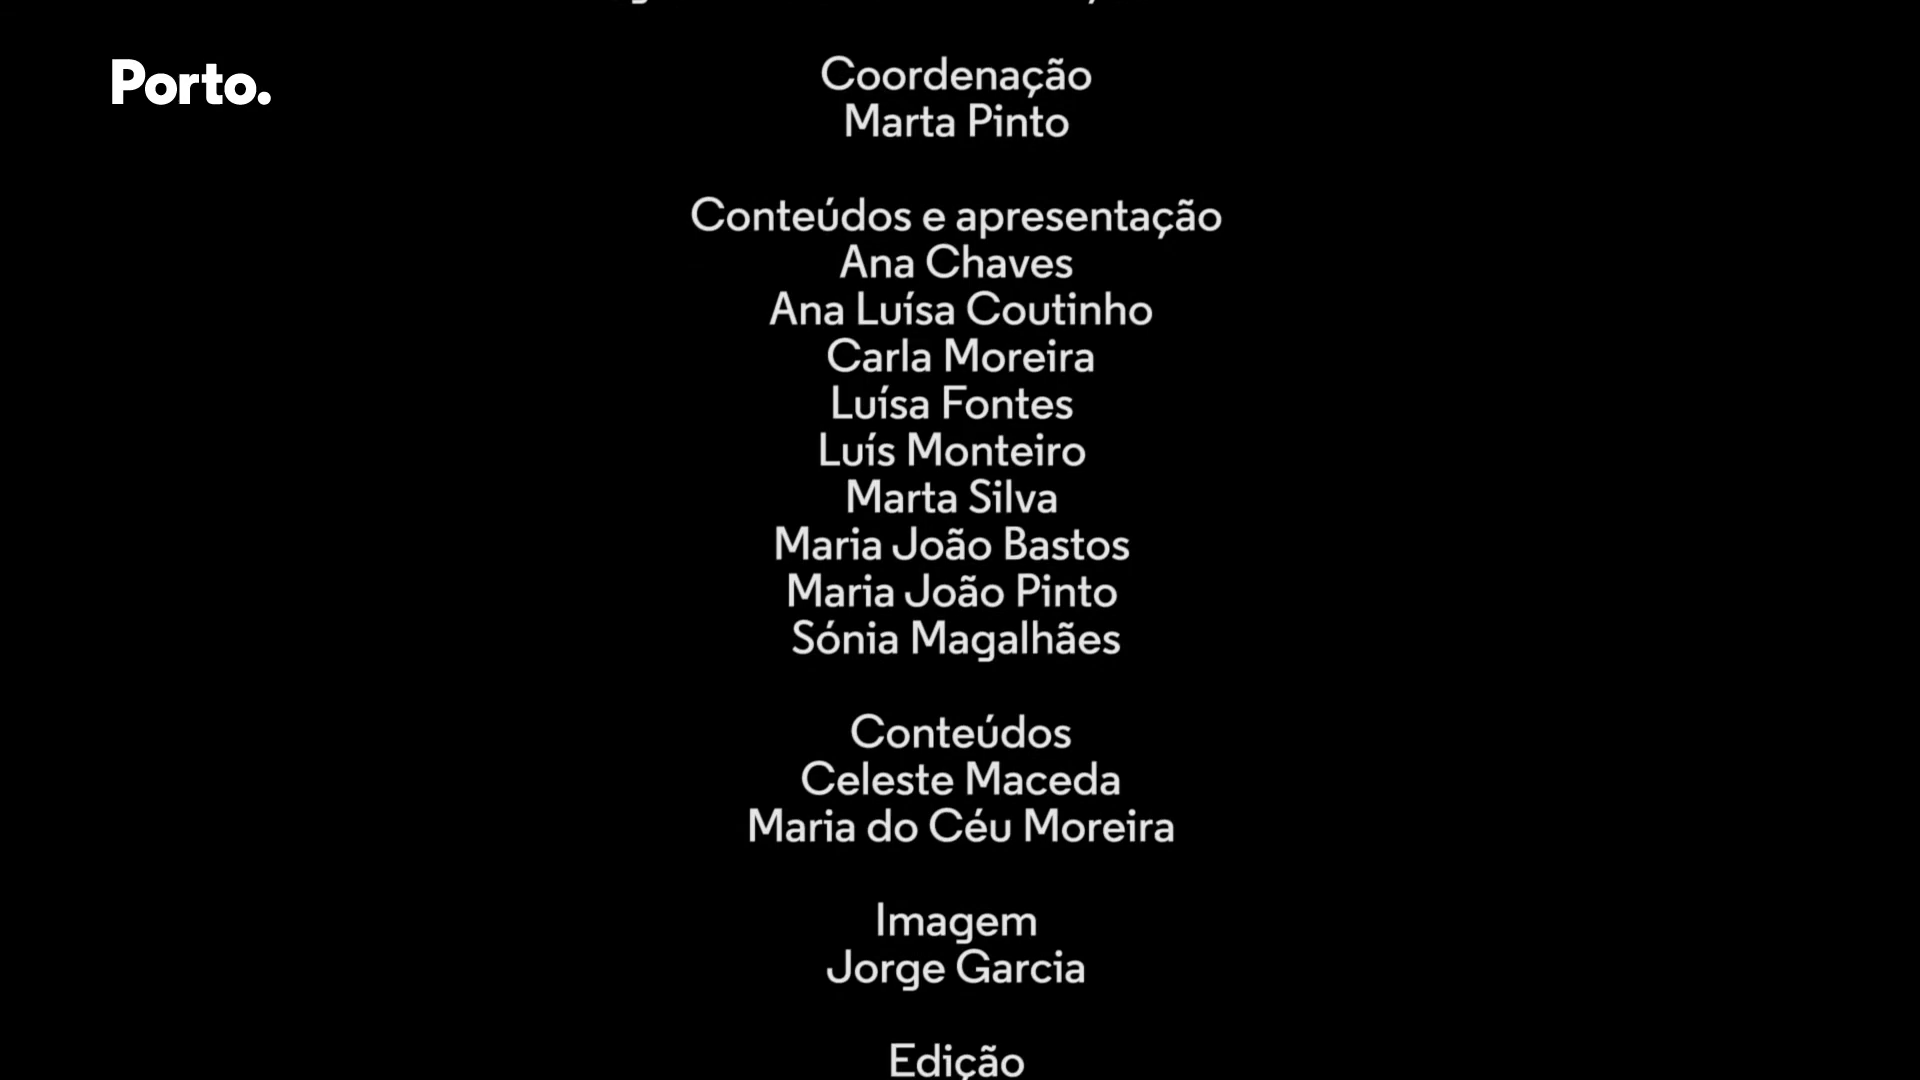 Porto.
Coordenação
Marta Pinto
Conteúdos e apresentação
Ana Chaves
Ana Luísa Coutinho
Carla Moreira
Luísa Fontes
Luís Monteiro
Marta Silva
Maria João Bastos
Maria João Pinto
Sónia Magalhães
Conteúdos
Celeste Maceda
Maria do Céu Moreira
Imagem
Jorge Garcia
Edição